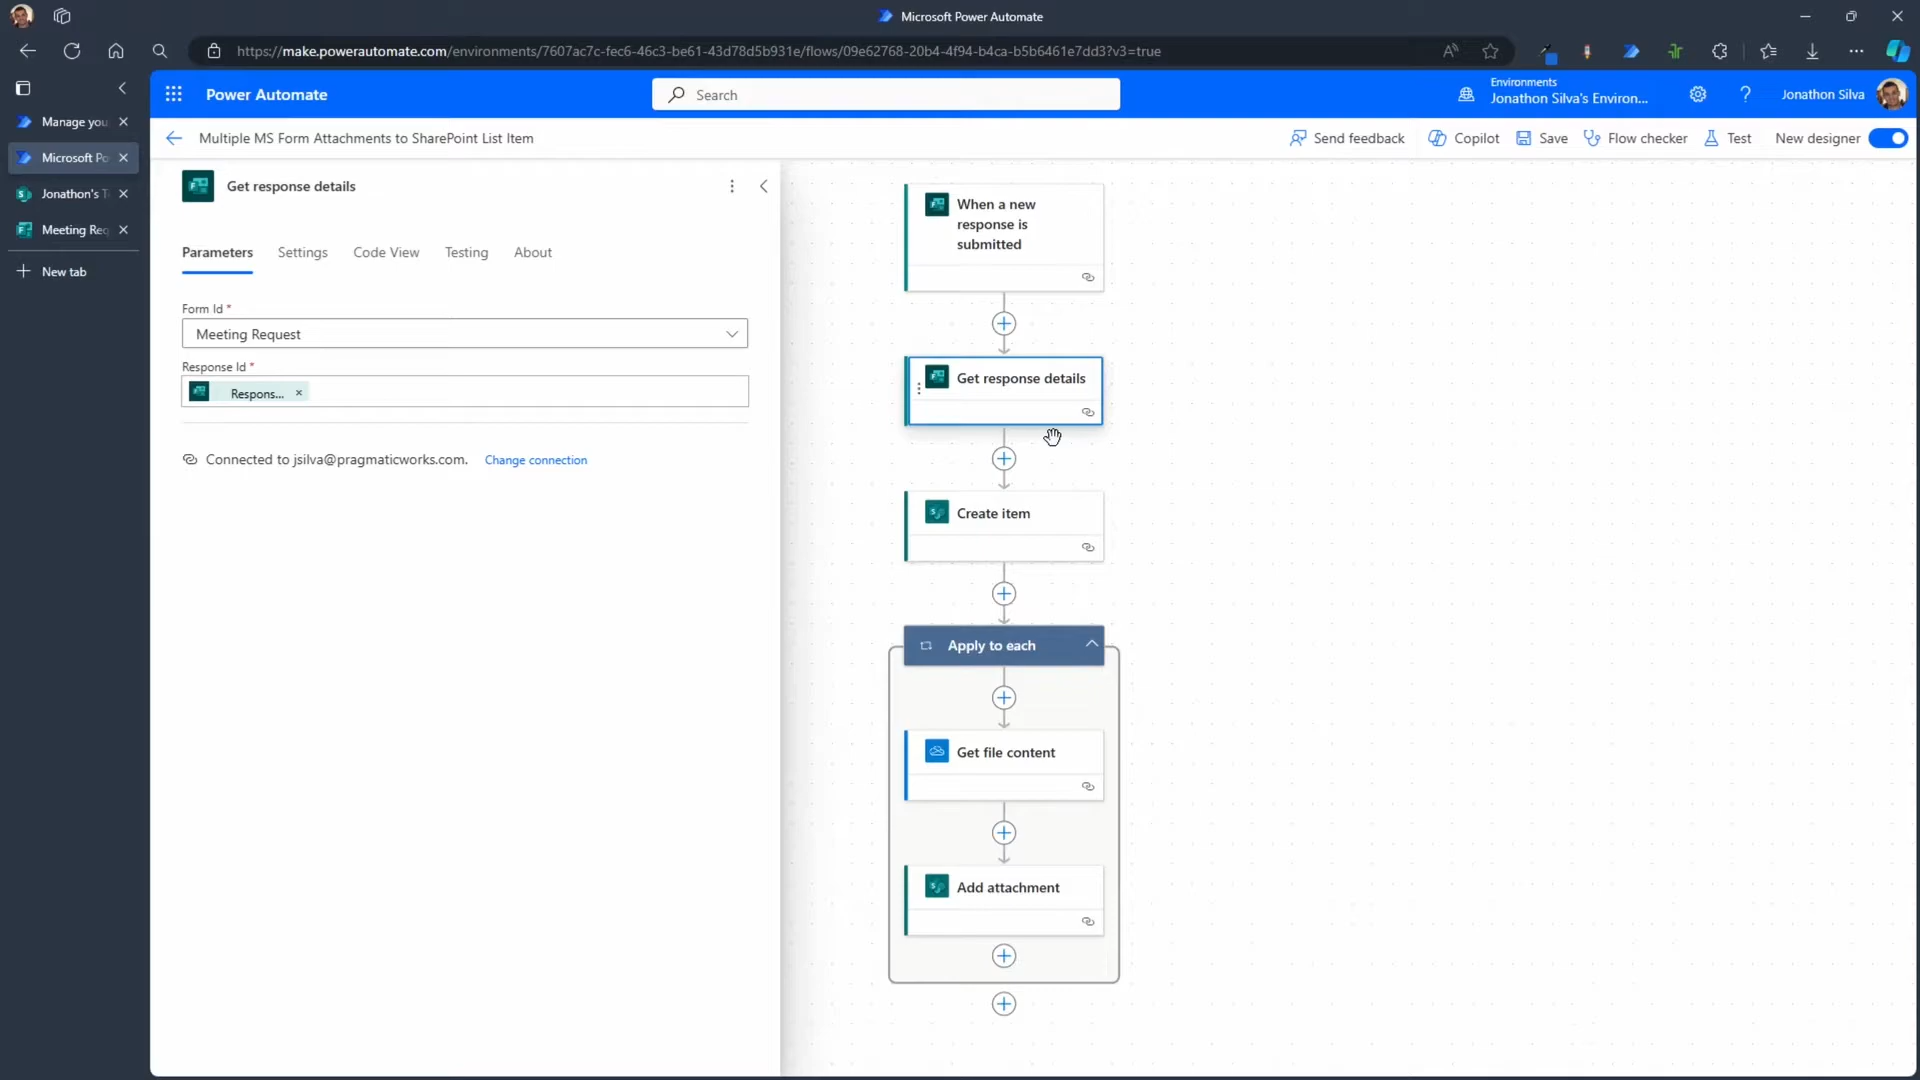 Microsoft Power Automate
https://make.powerautomate.com/environments/7607ac7c-fec6-46c3-be61-43d78d5b931e/flows/09e62768-20b4-4f94-b4ca-b5b6461e7dd3?v3=true
Power Automate
Search
Environments
Jonathon Silva's Environ...
?
Jonathon Silva
Manage you
Microsoft Po
Jonathon's T
Meeting Req
New tab
Multiple MS Form Attachments to SharePoint List Item
Send feedback
Copilot
Save
Flow checker
Test
New designer
Get response details
Parameters
Settings
Code View
Testing
About
Form Id *
Meeting Request
Response Id *
Respons...
Connected to jsilva@pragmaticworks.com.
Change connection
When a new
response is
submitted
Get response details
Create item
Apply to each
Get file content
Add attachment